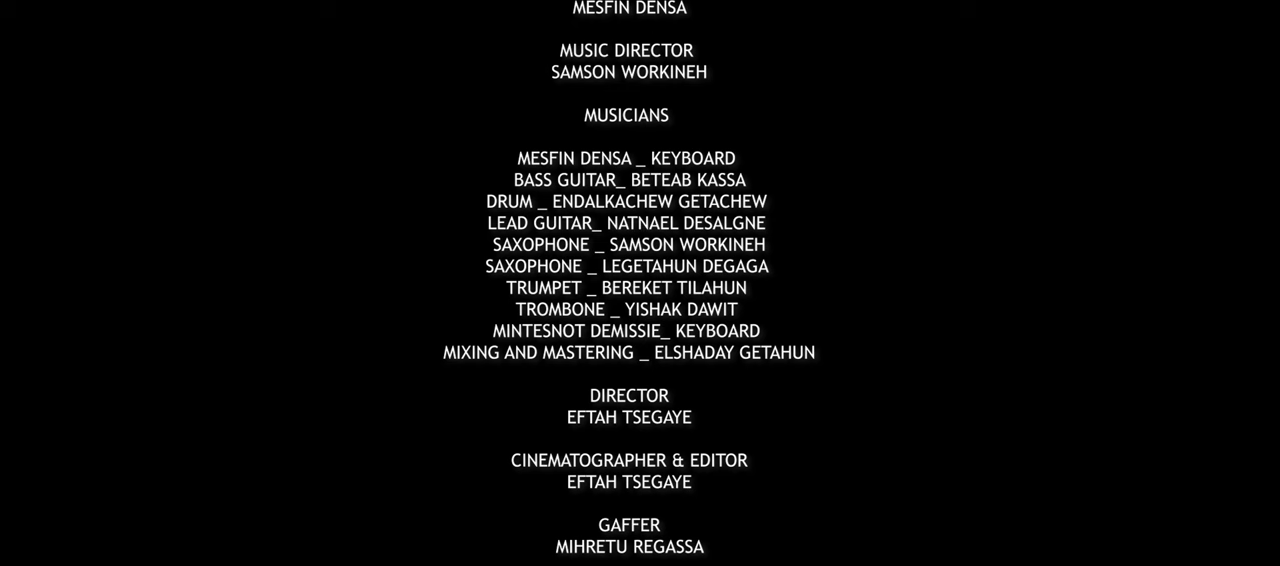 MESFIN DENSA
MUSIC DIRECTOR
SAMSON WORKINEH
MUSICIANS
MESFIN DENSA _ KEYBOARD
BASS GUITAR_ BETEAB KASSA
DRUM _ ENDALKACHEW GETACHEW
LEAD GUITAR_ NATNAEL DESALGNE
SAXOPHONE _ SAMSON WORKINEH
SAXOPHONE _ LEGETAHUN DEGAGA
TRUMPET _ BEREKET TILAHUN
TROMBONE _ YISHAK DAWIT
MINTESNOT DEMISSIE_ KEYBOARD
MIXING AND MASTERING _ ELSHADAY GETAHUN
DIRECTOR
EFTAH TSEGAYE
CINEMATOGRAPHER & EDITOR
EFTAH TSEGAYE
GAFFER
MIHRETU REGASSA